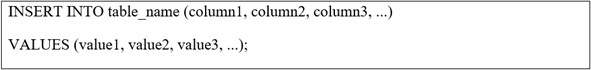 INSERT INTO table_name (column1, column2, column3, ...)
VALUES (value1, value2, value3, ...);